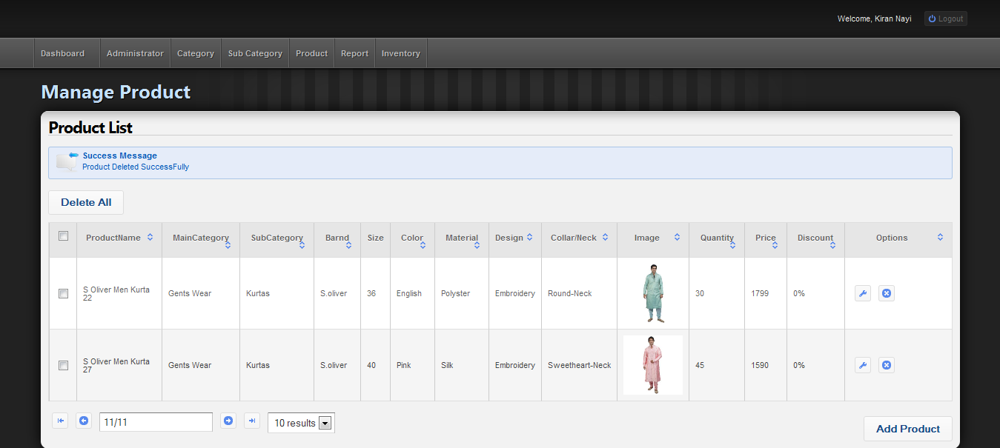 Welcome, Kiran Nayi Logout
Dashboard Administrator Category Sub Category Product Report Inventory
Manage Product
Product List
Success Message
Product Deleted SuccessFully
Delete All
ProductName MainCategory SubCategory Barnd Size Color Material Design Collar/Neck Image Quantity Price Discount Options
S Oliver Men Kurta
22
Gents Wear Kurtas S.oliver 36 English Polyster Embroidery Round-Neck 30 1799 0%
S Oliver Men Kurta
27
Gents Wear Kurtas S.oliver 40 Pink Silk Embroidery Sweetheart-Neck 45 1590 0%
11/11 10 results
Add Product